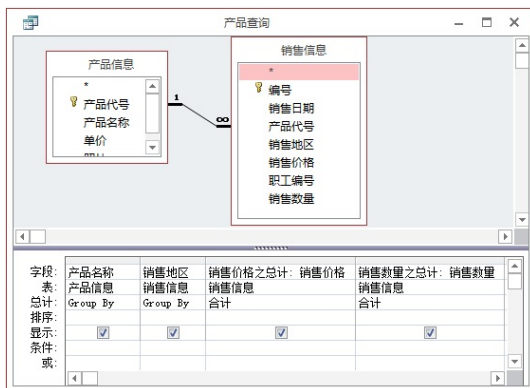 产品查询
产品信息
*
产品代号
产品名称
单价
销售信息
*
编号
销售日期
产品代号
销售地区
销售价格
职工编号
销售数量
1
∞
字段: 产品名称 销售地区 销售价格之总计: 销售价格 销售数量之总计: 销售数量
表: 产品信息 销售信息 销售信息 销售信息
总计: Group By Group By 合计 合计
排序:
显示:
条件:
或: